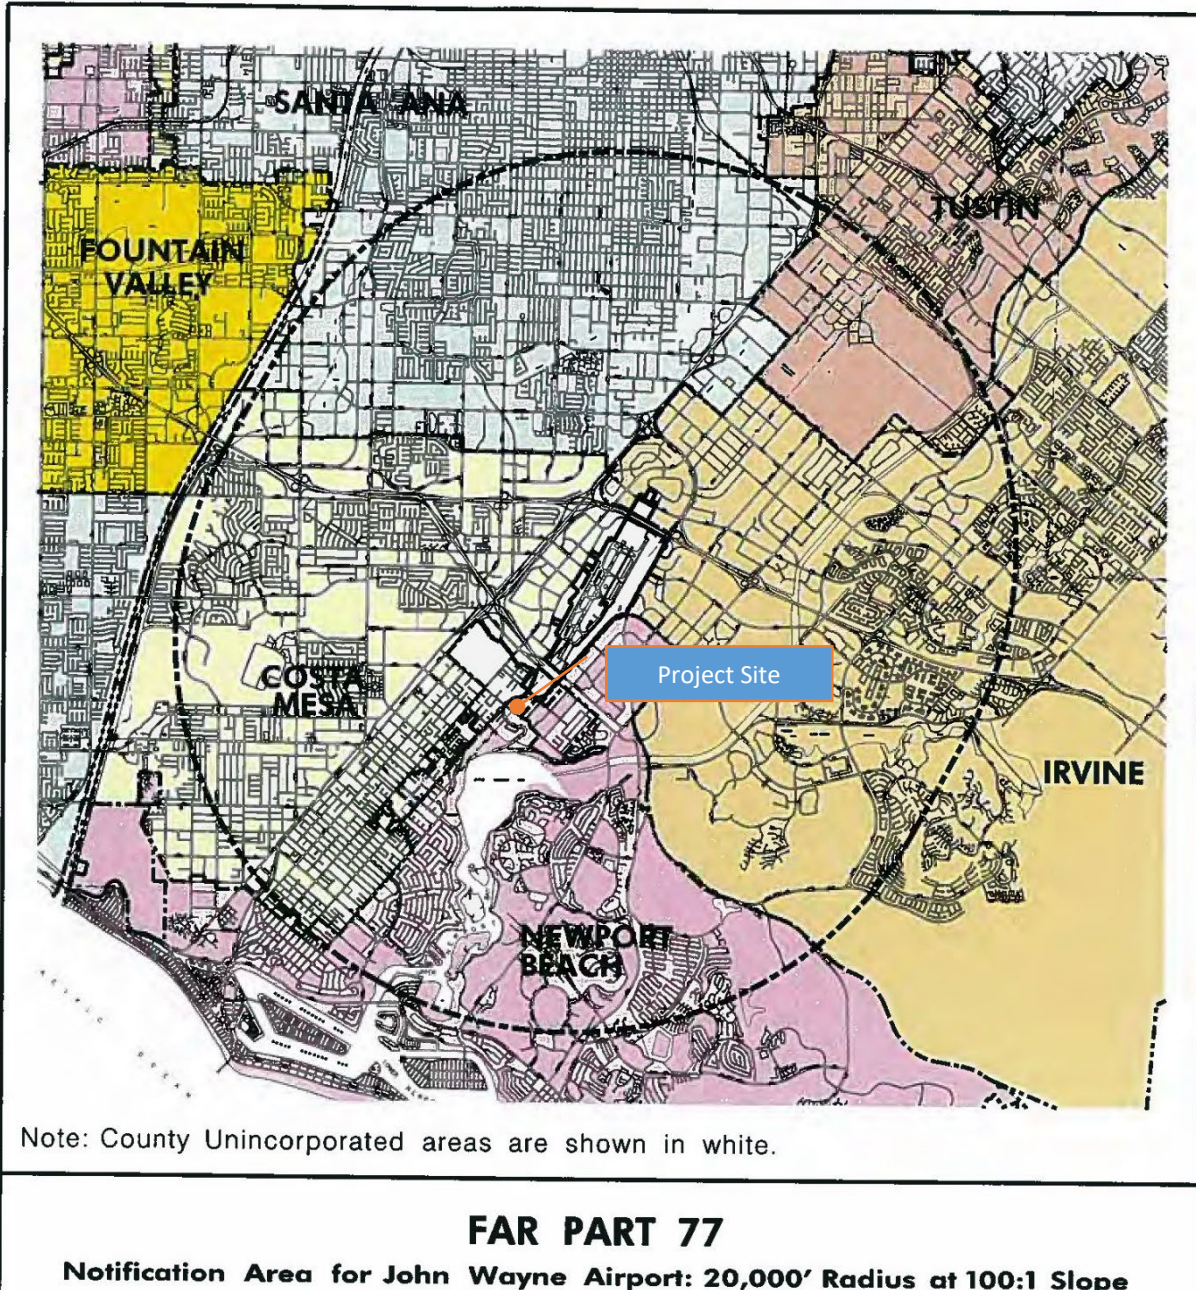 SANTA ANA
TUSTIN
FOUNTAIN
VALLEY
Project Site
COSTA
MESA
IRVINE
NEWPORT
BEACH
Note: County Unincorporated areas are shown in white.
FAR PART 77
Notification Area for John Wayne Airport: 20,000' Radius at 100:1 Slope